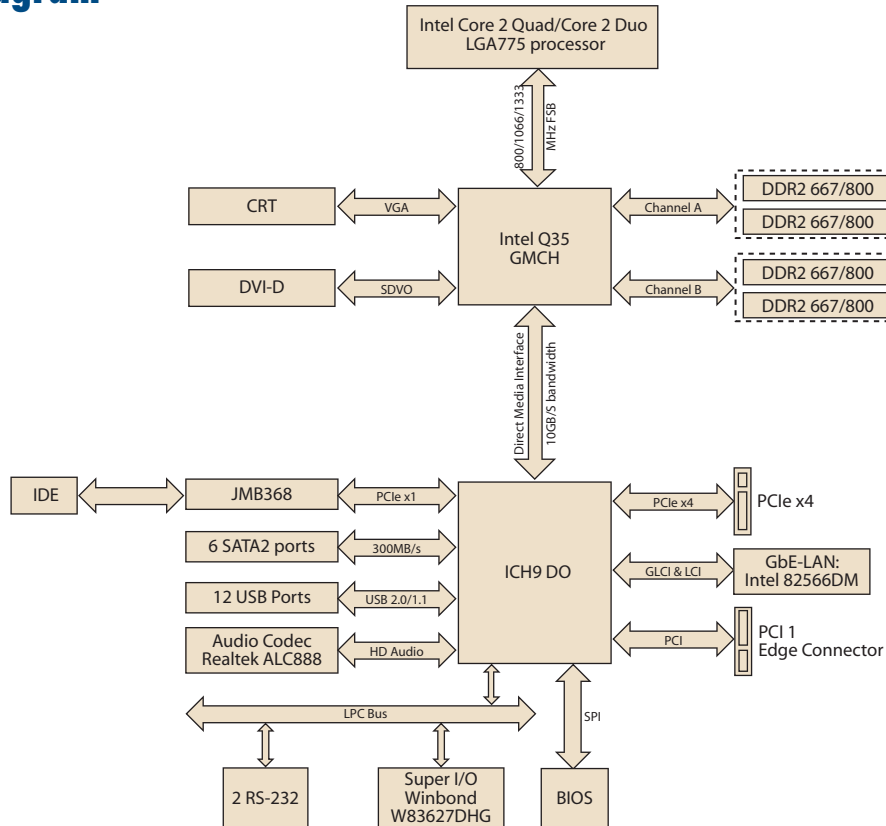 Intel Core 2 Quad/Core 2 Duo
LGA775 processor
800/1066/1333
MHz FSB
CRT
VGA
Intel Q35
GMCH
Channel A
DDR2 667/800
DDR2 667/800
DVI-D
SDVO
Channel B
DDR2 667/800
DDR2 667/800
Direct Media Interface
10GB/S bandwidth
IDE
JMB368
PCIe x1
ICH9 DO
PCIe x4
PCIe x4
6 SATA2 ports
300MB/s
GLCI & LCI
GbE-LAN:
Intel 82566DM
12 USB Ports
USB 2.0/1.1
Audio Codec
Realtek ALC888
HD Audio
PCI
PCI 1
Edge Connector
LPC Bus
SPI
2 RS-232
Super I/O
Winbond
W83627DHG
BIOS